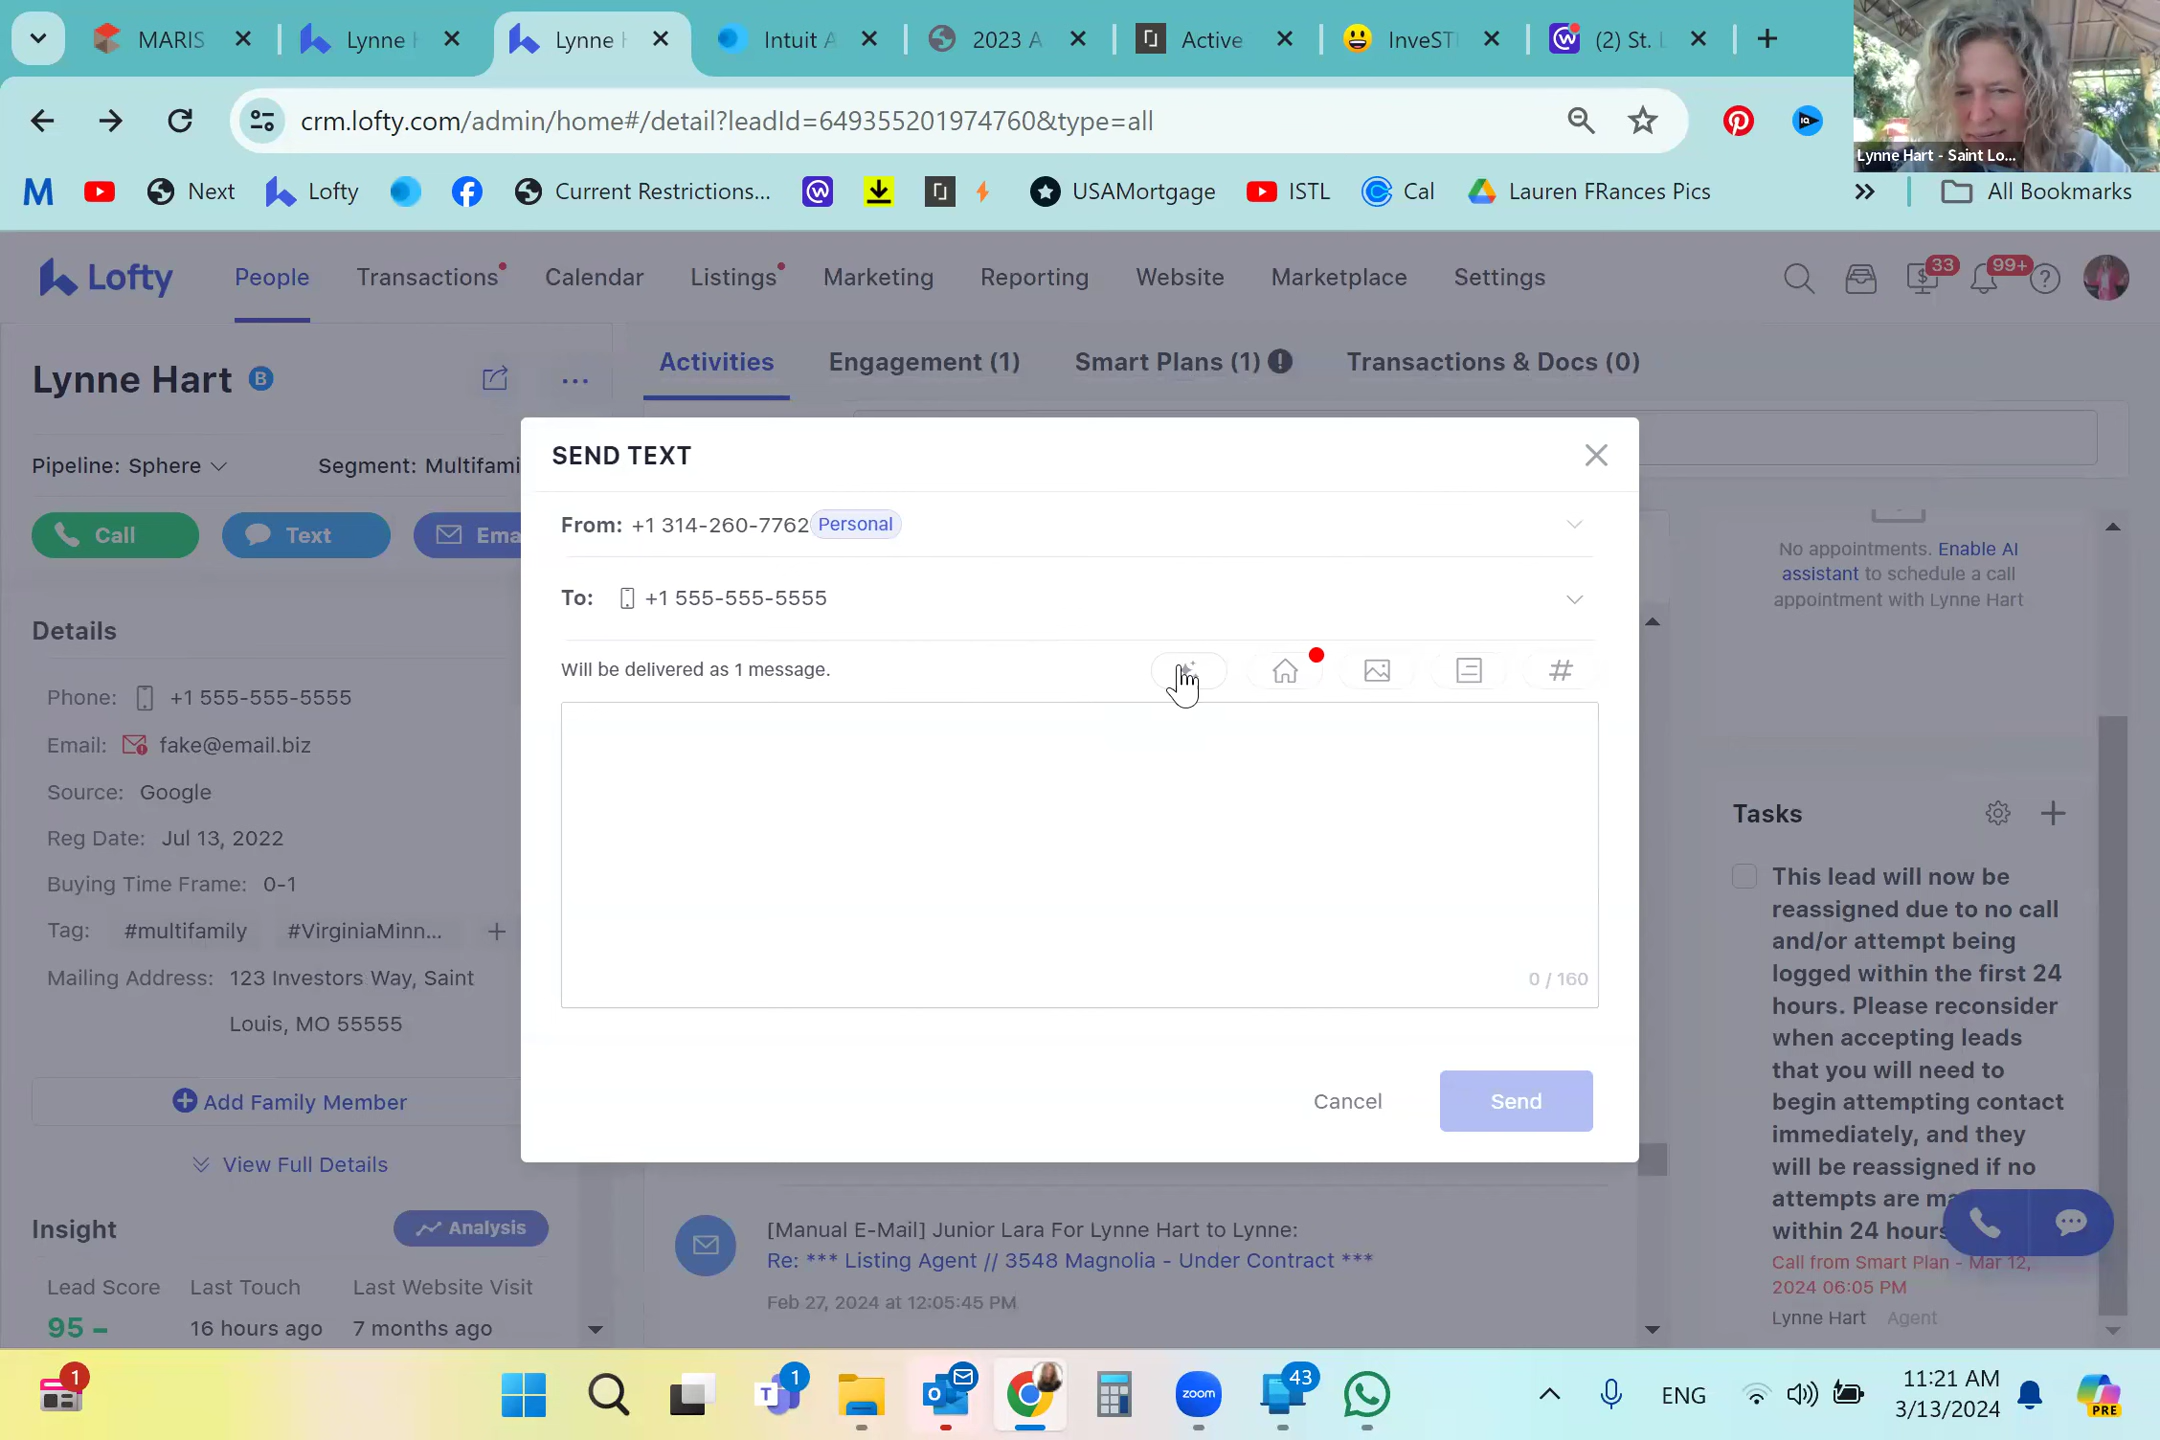 MARIS
Lynne H
Lynne H
Intuit A
2023 A
Active
InveSTL
(2) St. L
crm.lofty.com/admin/home#/detail?leadId=649355201974760&type=all
Lynne Hart - Saint Lo...
Next
Lofty
Current Restrictions...
USAMortgage
ISTL
Cal
Lauren FRances Pics
All Bookmarks
Lofty
People
Transactions
Calendar
Listings
Marketing
Reporting
Website
Marketplace
Settings
33
99+
Lynne Hart B
Activities
Engagement (1)
Smart Plans (1)
Transactions & Docs (0)
Pipeline: Sphere
Segment: Multifami
Call
Text
Ema
SEND TEXT
From: +1 314-260-7762 Personal
To: +1 555-555-5555
Will be delivered as 1 message.
#
0 / 160
Cancel
Send
Details
Phone: +1 555-555-5555
Email: fake@email.biz
Source: Google
Reg Date: Jul 13, 2022
Buying Time Frame: 0-1
Tag: #multifamily #VirginiaMinn... +
Mailing Address: 123 Investors Way, Saint
Louis, MO 55555
Add Family Member
View Full Details
Insight
Analysis
Lead Score
Last Touch
Last Website Visit
95 –
16 hours ago
7 months ago
[Manual E-Mail] Junior Lara For Lynne Hart to Lynne:
Re: *** Listing Agent // 3548 Magnolia - Under Contract ***
Feb 27, 2024 at 12:05:45 PM
No appointments. Enable AI
assistant to schedule a call
appointment with Lynne Hart
Tasks
This lead will now be
reassigned due to no call
and/or attempt being
logged within the first 24
hours. Please reconsider
when accepting leads
that you will need to
begin attempting contact
immediately, and they
will be reassigned if no
attempts are ma
within 24 hours
Call from Smart Plan - Mar 12,
2024 06:05 PM
Lynne Hart Agent
1
1
zoom
43
ENG
11:21 AM
3/13/2024
PRE